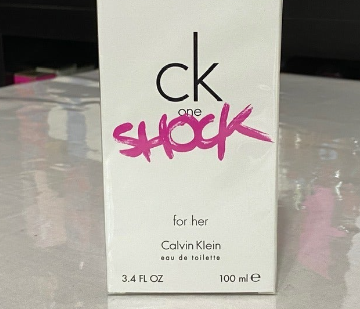 ck
one
SHOCK
for her
Calvin Klein
eau de toilette
3.4 FL OZ 100 ml e